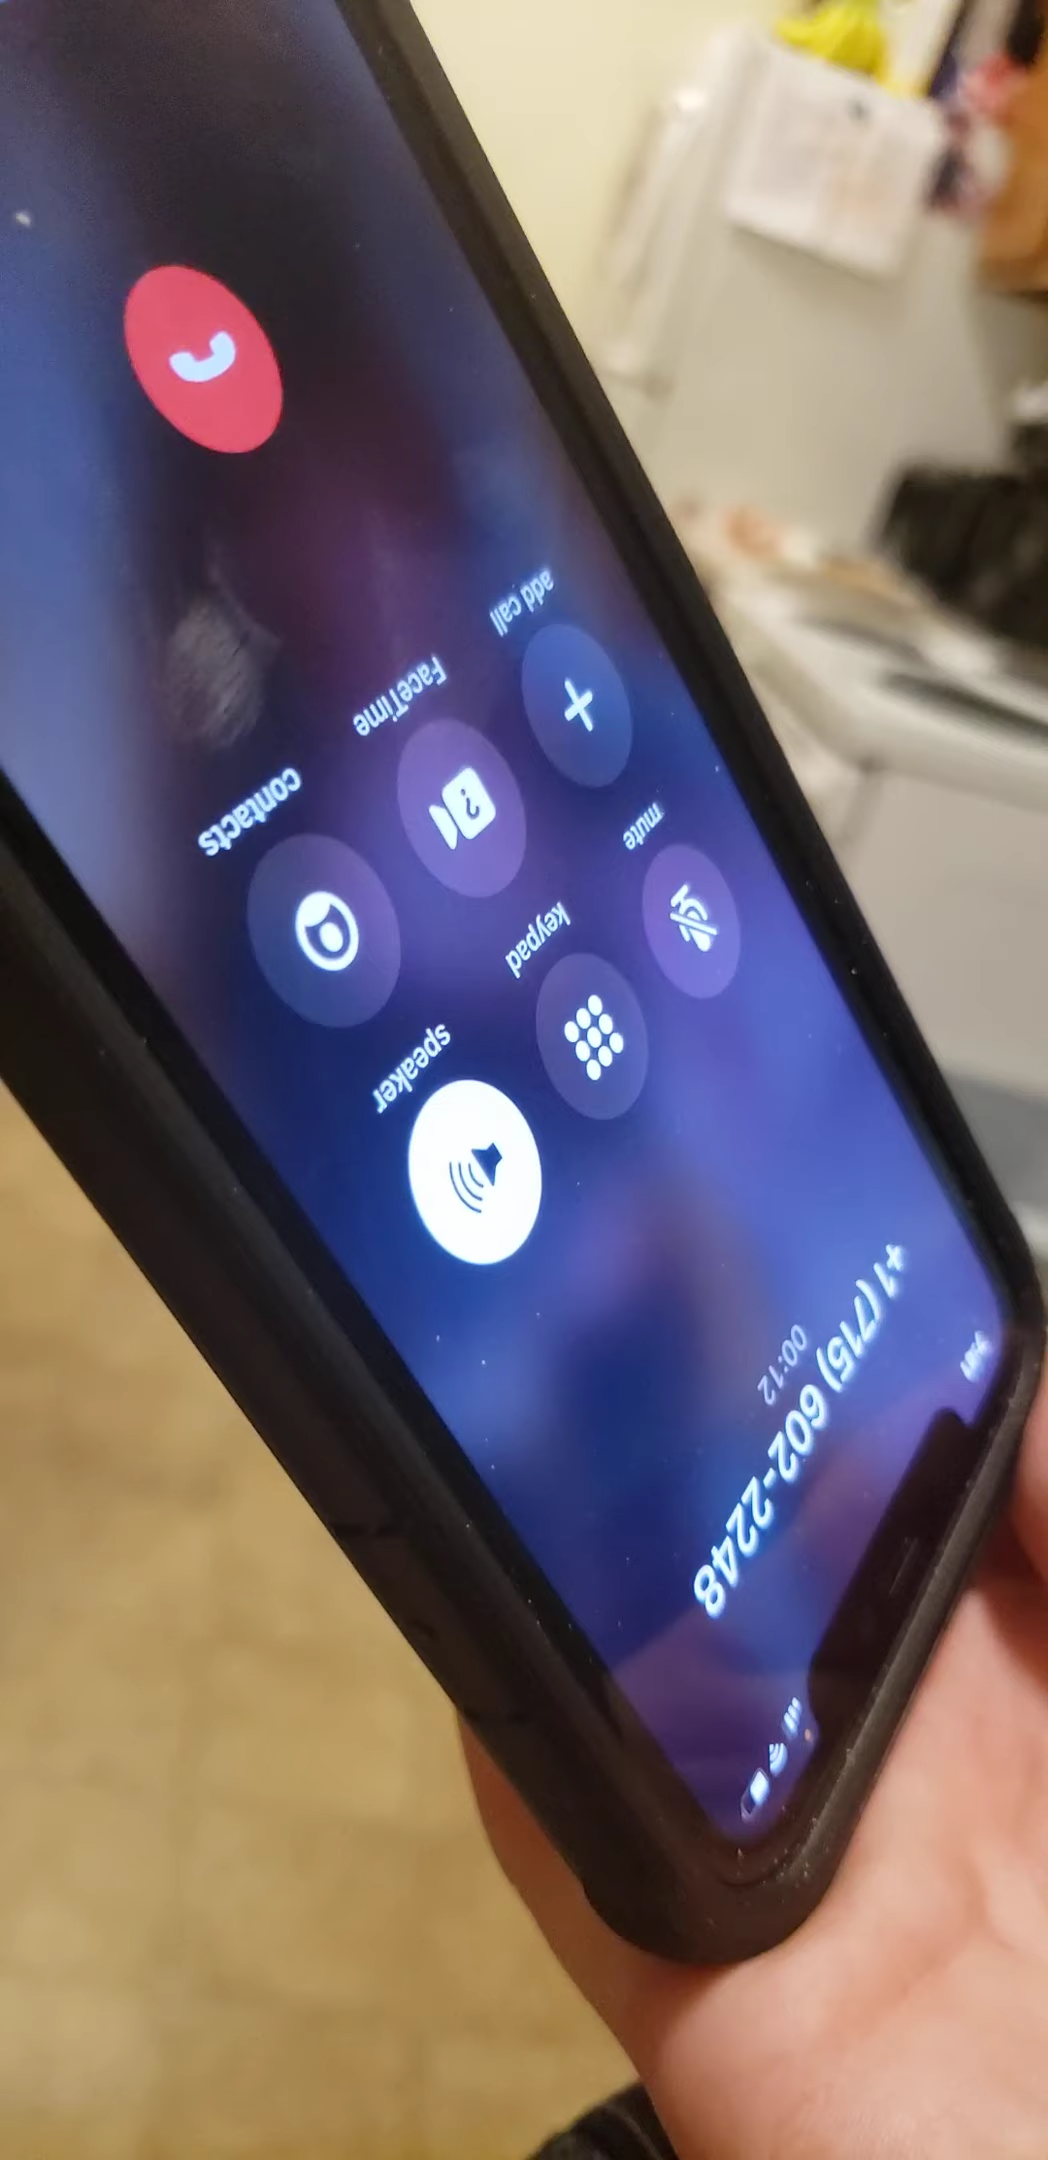 +1 (715) 602-2248
00:12
mute
keypad
speaker
add call
FaceTime
contacts